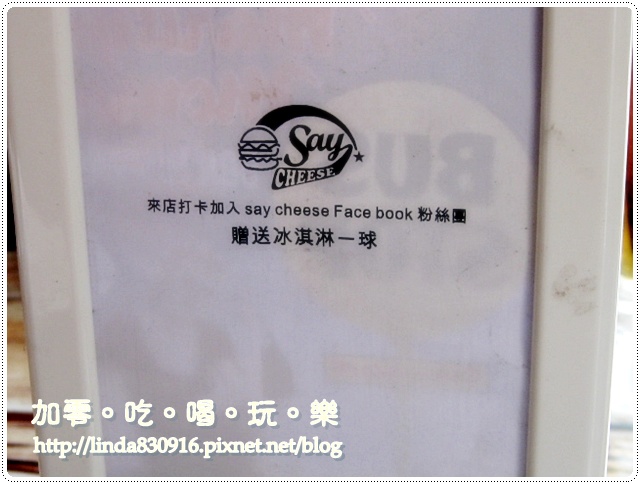 Say
CHEESE
來店打卡加入 say cheese Face book 粉絲團
贈送冰淇淋一球
BUS
加零。吃。喝。玩。樂
http://linda830916.pixnet.net/blog